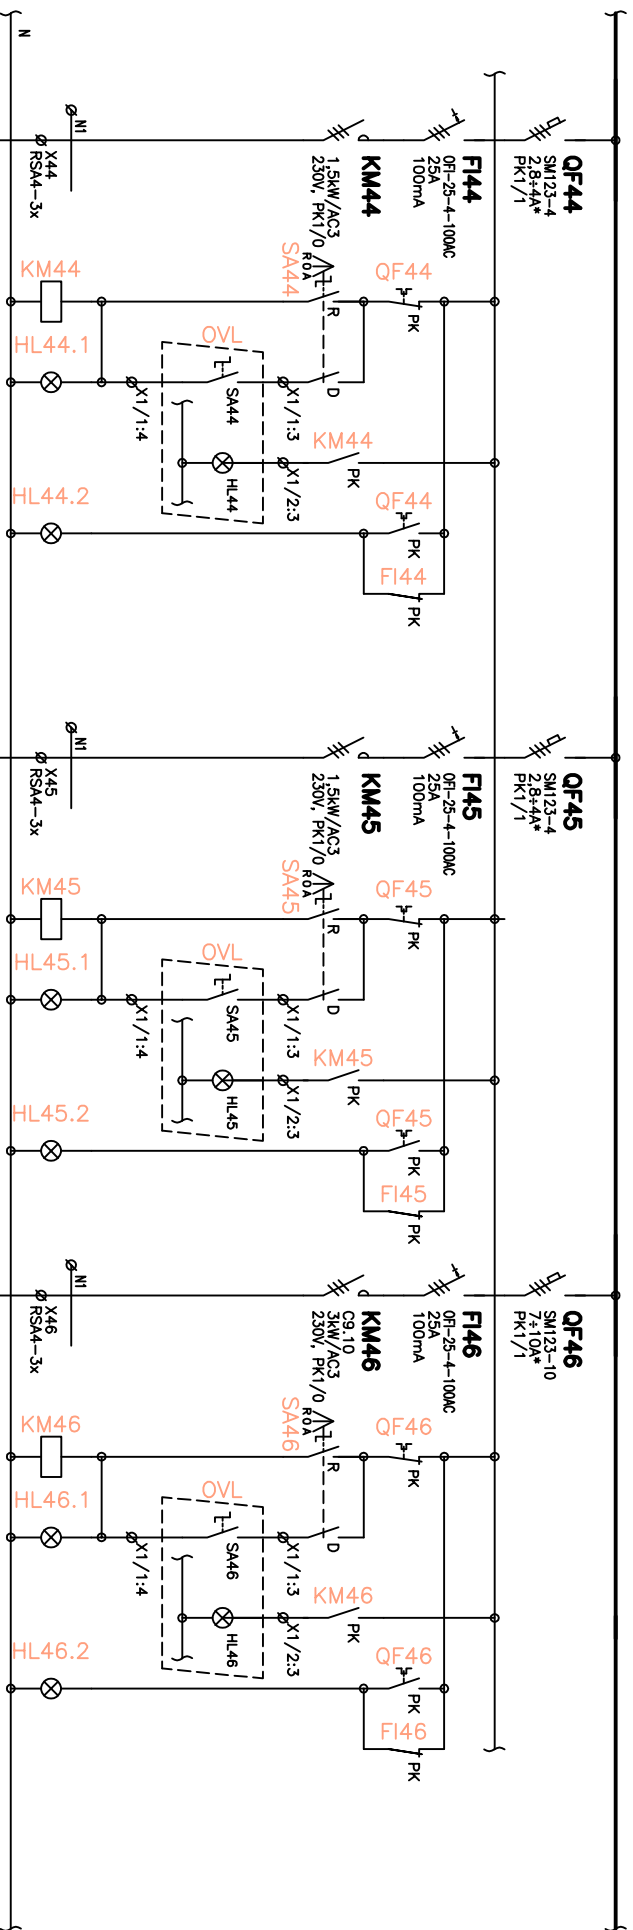 N
QF44
SM123-4
2,8÷4A*
PK1/1
FI44
OFI-25-4-100AC
25A
100mA
KM44
1,5kW/AC3
230V, PK1/0
N1
X44
RSA4-3x
QF44
PK
SA44
R0A
R
D
KM44
HL44.1
OVL
SA44
X1/1:3
X1/1:4
KM44
PK
X1/2:3
HL44
HL44.2
QF44
PK
FI44
PK
QF45
SM123-4
2,8÷4A*
PK1/1
FI45
OFI-25-4-100AC
25A
100mA
KM45
1,5kW/AC3
230V, PK1/0
N1
X45
RSA4-3x
QF45
PK
SA45
R0A
R
D
KM45
HL45.1
OVL
SA45
X1/1:3
X1/1:4
KM45
PK
X1/2:3
HL45
HL45.2
QF45
PK
FI45
PK
QF46
SM123-10
7÷10A*
PK1/1
FI46
OFI-25-4-100AC
25A
100mA
KM46
C9.10
3kW/AC3
230V, PK1/0
N1
X46
RSA4-3x
QF46
PK
SA46
R0A
R
D
KM46
HL46.1
OVL
SA46
X1/1:3
X1/1:4
KM46
PK
X1/2:3
HL46
HL46.2
QF46
PK
FI46
PK